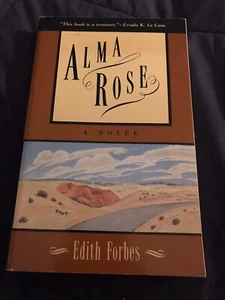 "This book is a treasure."—Ursula K. Le Guin
ALMA
ROSE
A NOVEL
Edith Forbes